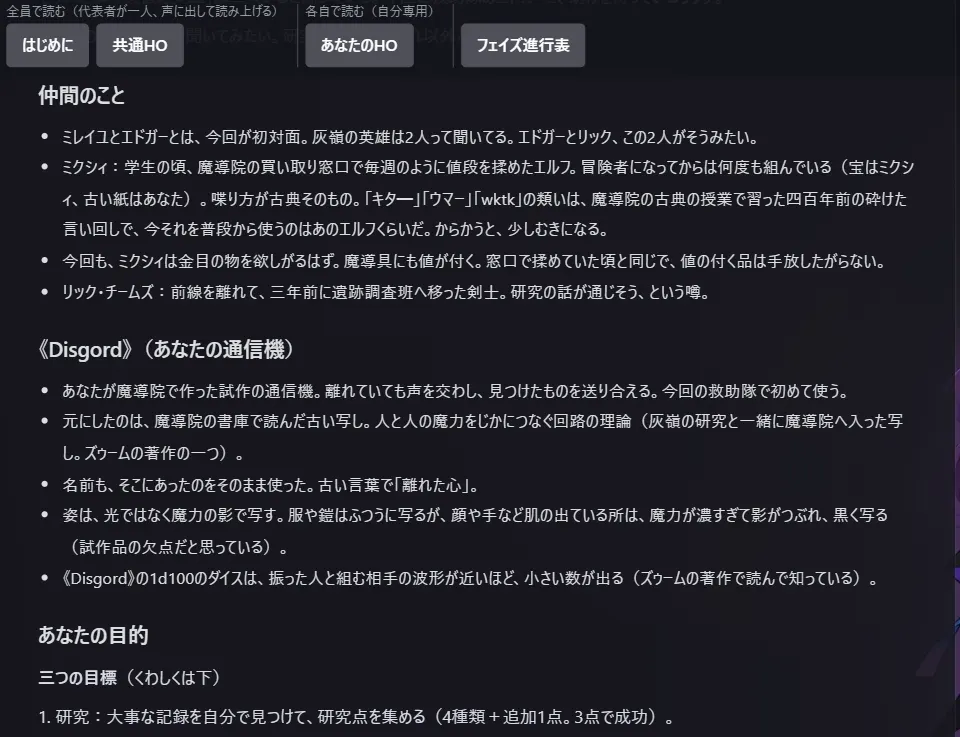 全員で読む（代表者が一人、声に出して読み上げる）
各自で読む（自分専用）
はじめに
共通HO
あなたのHO
フェイズ進行表
仲間のこと
• ミレイユとエドガーとは、今回が初対面。灰嶺の英雄は2人って聞いてる。エドガーとリック、この2人がそうみたい。
• ミクシィ：学生の頃、魔導院の買い取り窓口で毎週のように値段を揉めたエルフ。冒険者になってからは何度も組んでいる（宝はミクシ
ィ、古い紙はあなた）。喋り方が古典そのもの。「キター」「ウマー」「wktk」の類いは、魔導院の古典の授業で習った四百年前の砕けた
言い回しで、今それを普段から使うのはあのエルフくらいだ。からかうと、少しむきになる。
• 今回も、ミクシィは金目の物を欲しがるはず。魔導具にも値が付く。窓口で揉めていた頃と同じで、値の付く品は手放したがらない。
• リック・チームズ：前線を離れて、三年前に遺跡調査班へ移った剣士。研究の話が通じそう、という噂。
《Disgord》（あなたの通信機）
• あなたが魔導院で作った試作の通信機。離れていても声を交わし、見つけたものを送り合える。今回の救助隊で初めて使う。
• 元にしたのは、魔導院の書庫で読んだ古い写し。人と人の魔力をじかにつなぐ回路の理論（灰嶺の研究と一緒に魔導院へ入った写
し。ズゥームの著作の一つ）。
• 名前も、そこにあったのをそのまま使った。古い言葉で「離れた心」。
• 姿は、光ではなく魔力の影で写す。服や鎧はふつうに写るが、顔や手など肌の出ている所は、魔力が濃すぎて影がつぶれ、黒く写る
（試作品の欠点だと思っている）。
• 《Disgord》の1d100のダイスは、振った人と組む相手の波形が近いほど、小さい数が出る（ズゥームの著作で読んで知っている）。
あなたの目的
三つの目標（くわしくは下）
1. 研究：大事な記録を自分で見つけて、研究点を集める（4種類＋追加1点。3点で成功）。